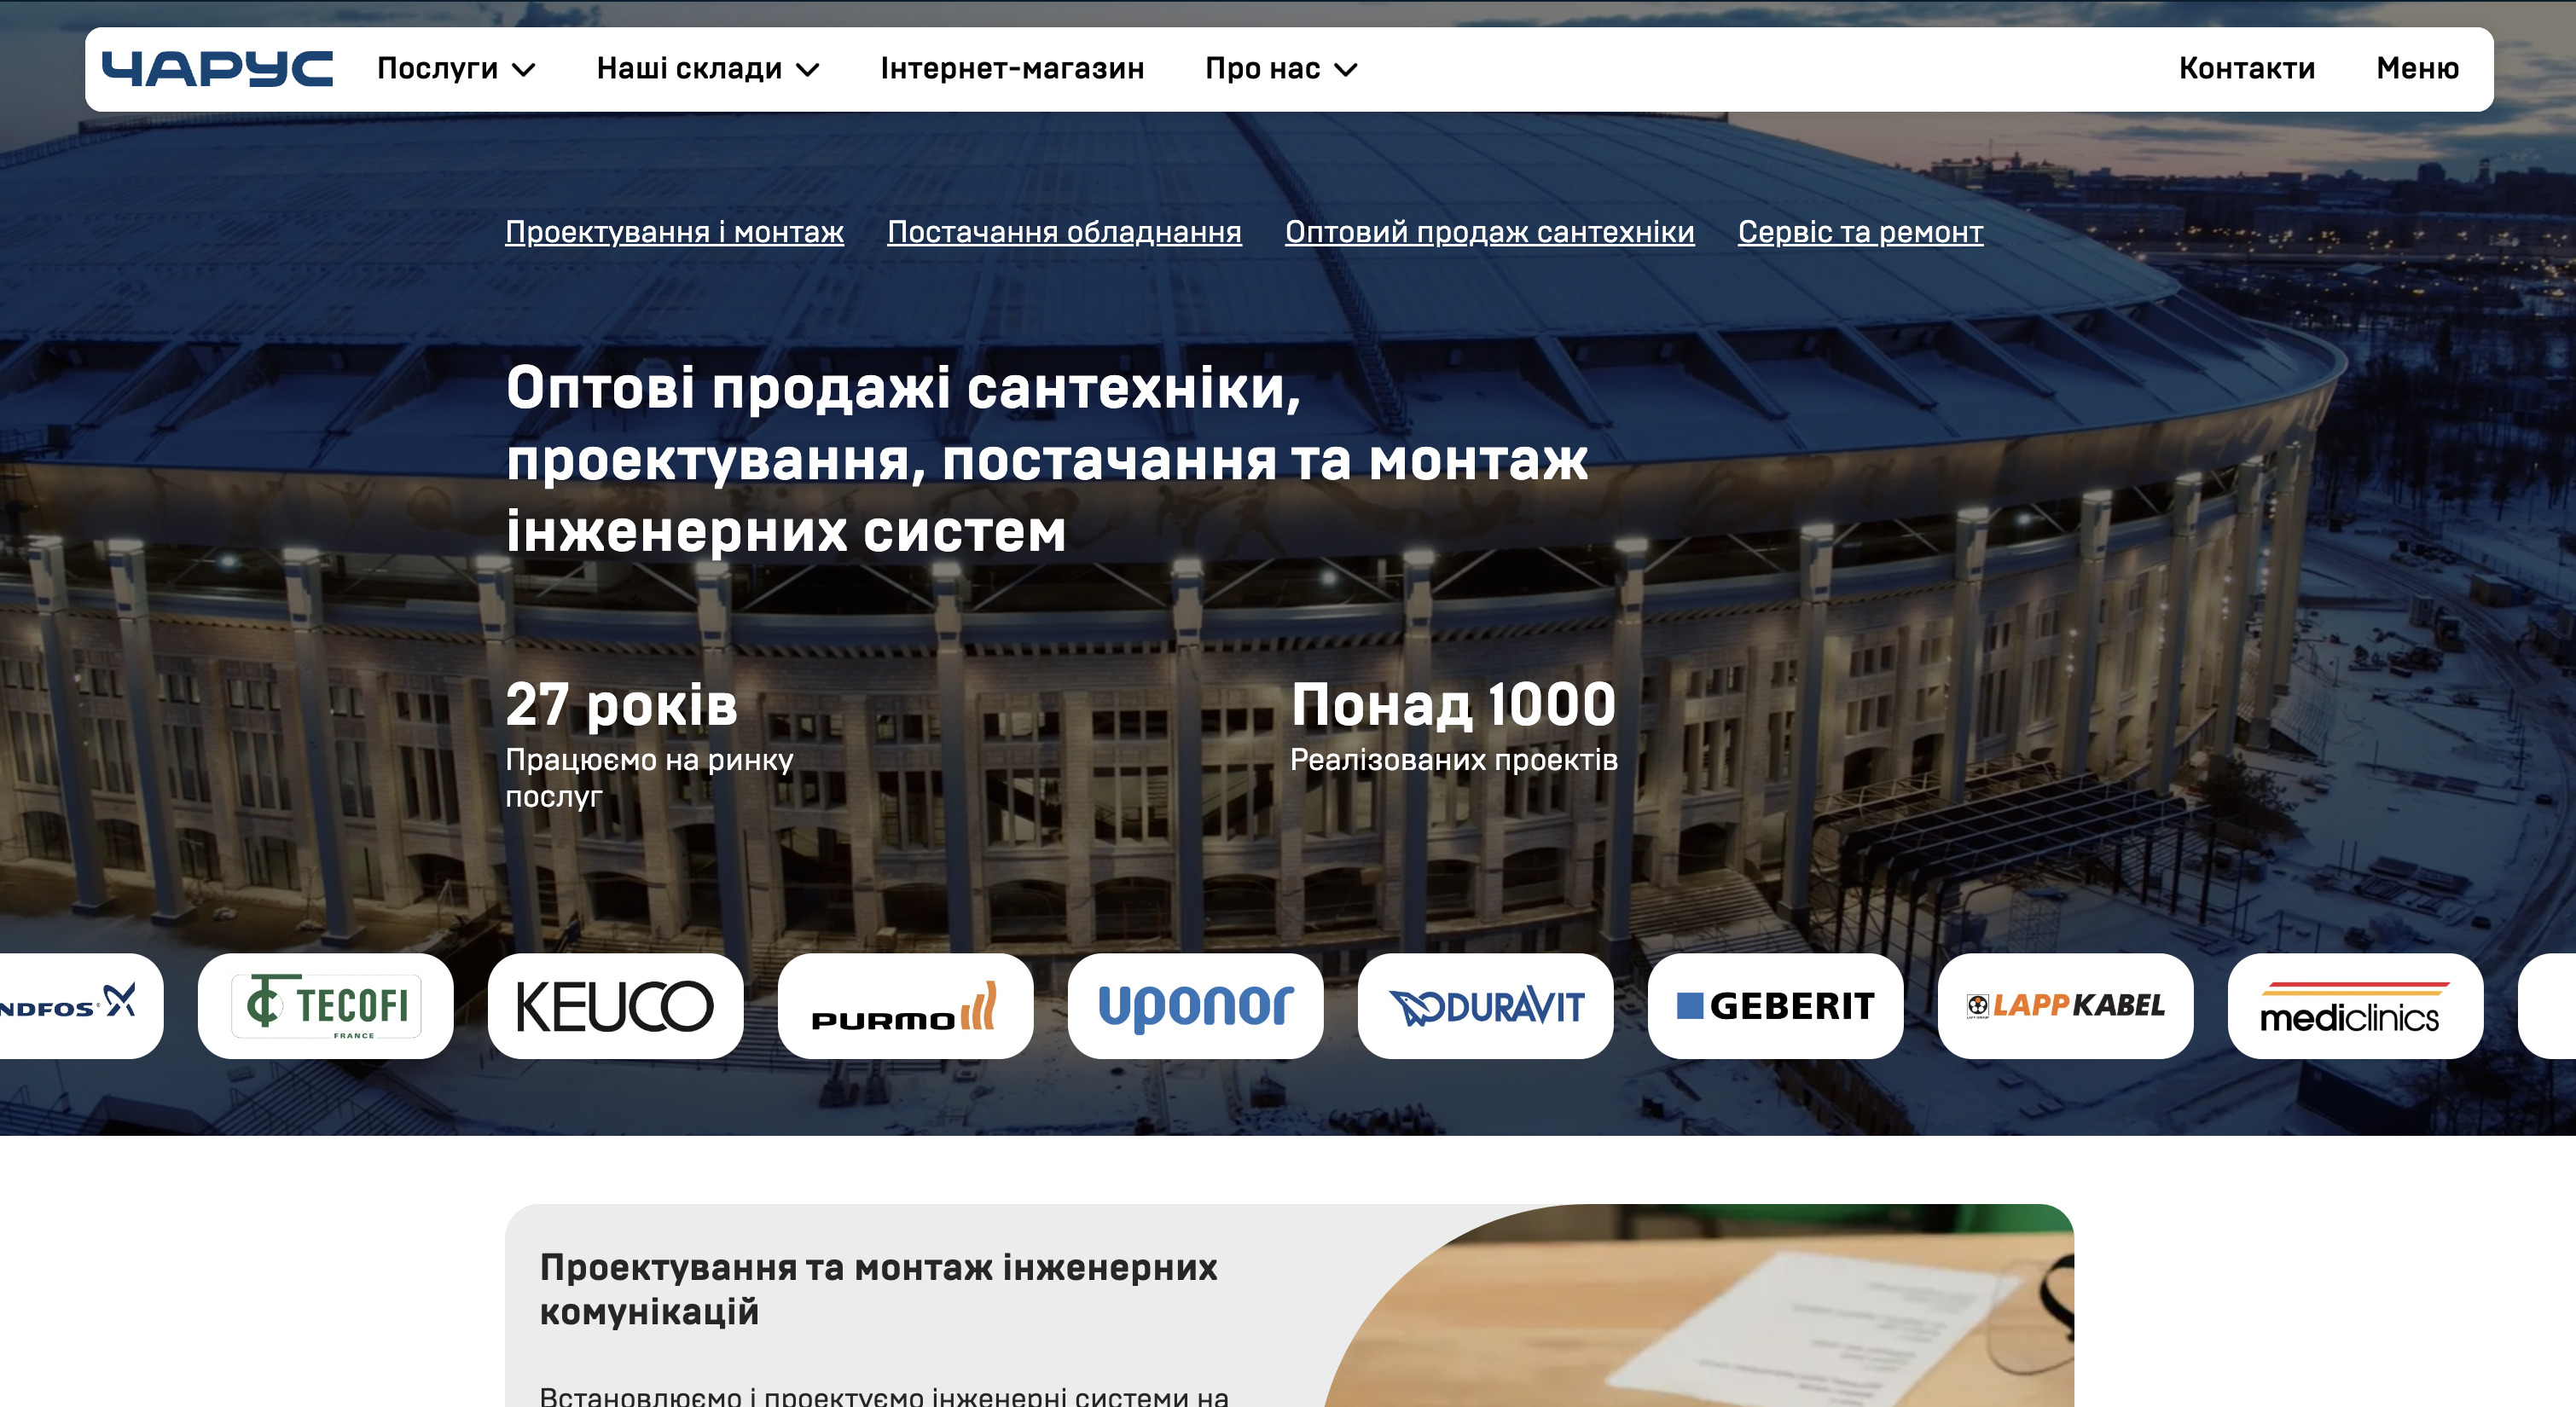 ЧАРУС Послуги Наші склади Інтернет-магазин Про нас Контакти Меню
Проектування і монтаж Постачання обладнання Оптовий продаж сантехніки Сервіс та ремонт
Оптові продажі сантехніки,
проектування, постачання та монтаж
інженерних систем
27 років
Працюємо на ринку
послуг
Понад 1000
Реалізованих проектів
NDFOS
TECOFI
FRANCE
KEUCO
PURMO
uponor
DURAVIT
GEBERIT
LAPP KABEL
mediclinics
Проектування та монтаж інженерних
комунікацій
Встановлюємо і проектуємо інженерні системи на